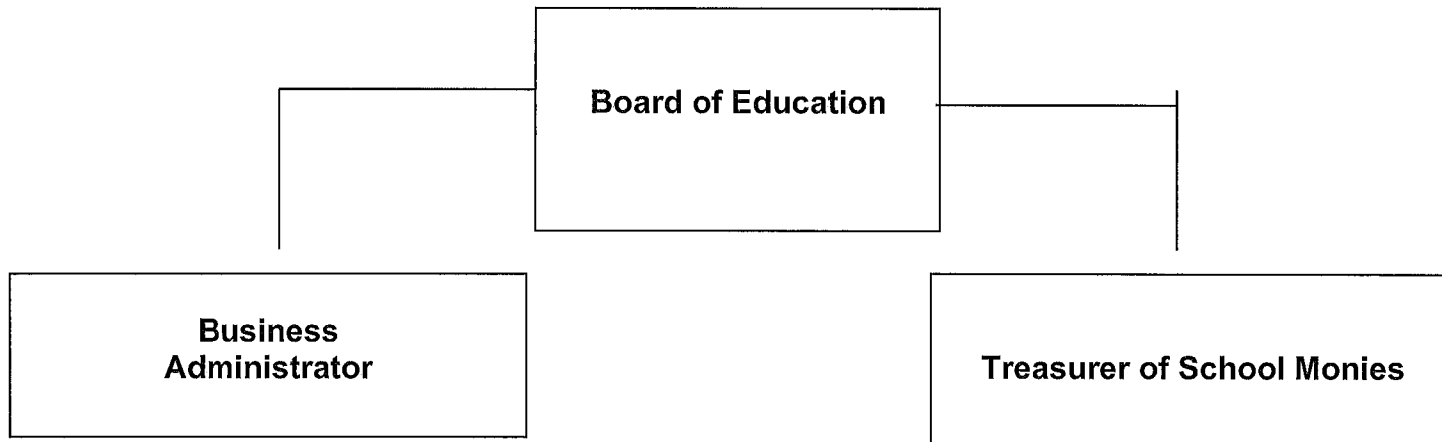 Board of Education
Business
Administrator
Treasurer of School Monies